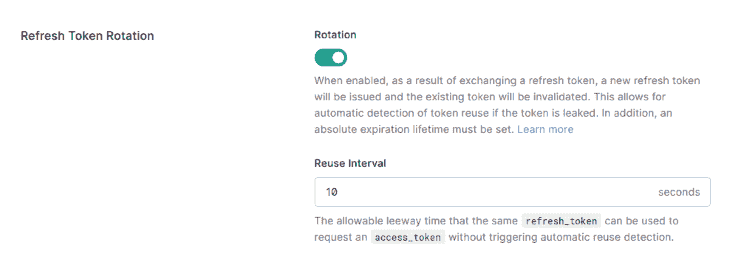 Refresh Token Rotation
Rotation
When enabled, as a result of exchanging a refresh token, a new refresh token
will be issued and the existing token will be invalidated. This allows for
automatic detection of token reuse if the token is leaked. In addition, an
absolute expiration lifetime must be set. Learn more
Reuse Interval
10 seconds
The allowable leeway time that the same refresh_token can be used to
request an access_token without triggering automatic reuse detection.